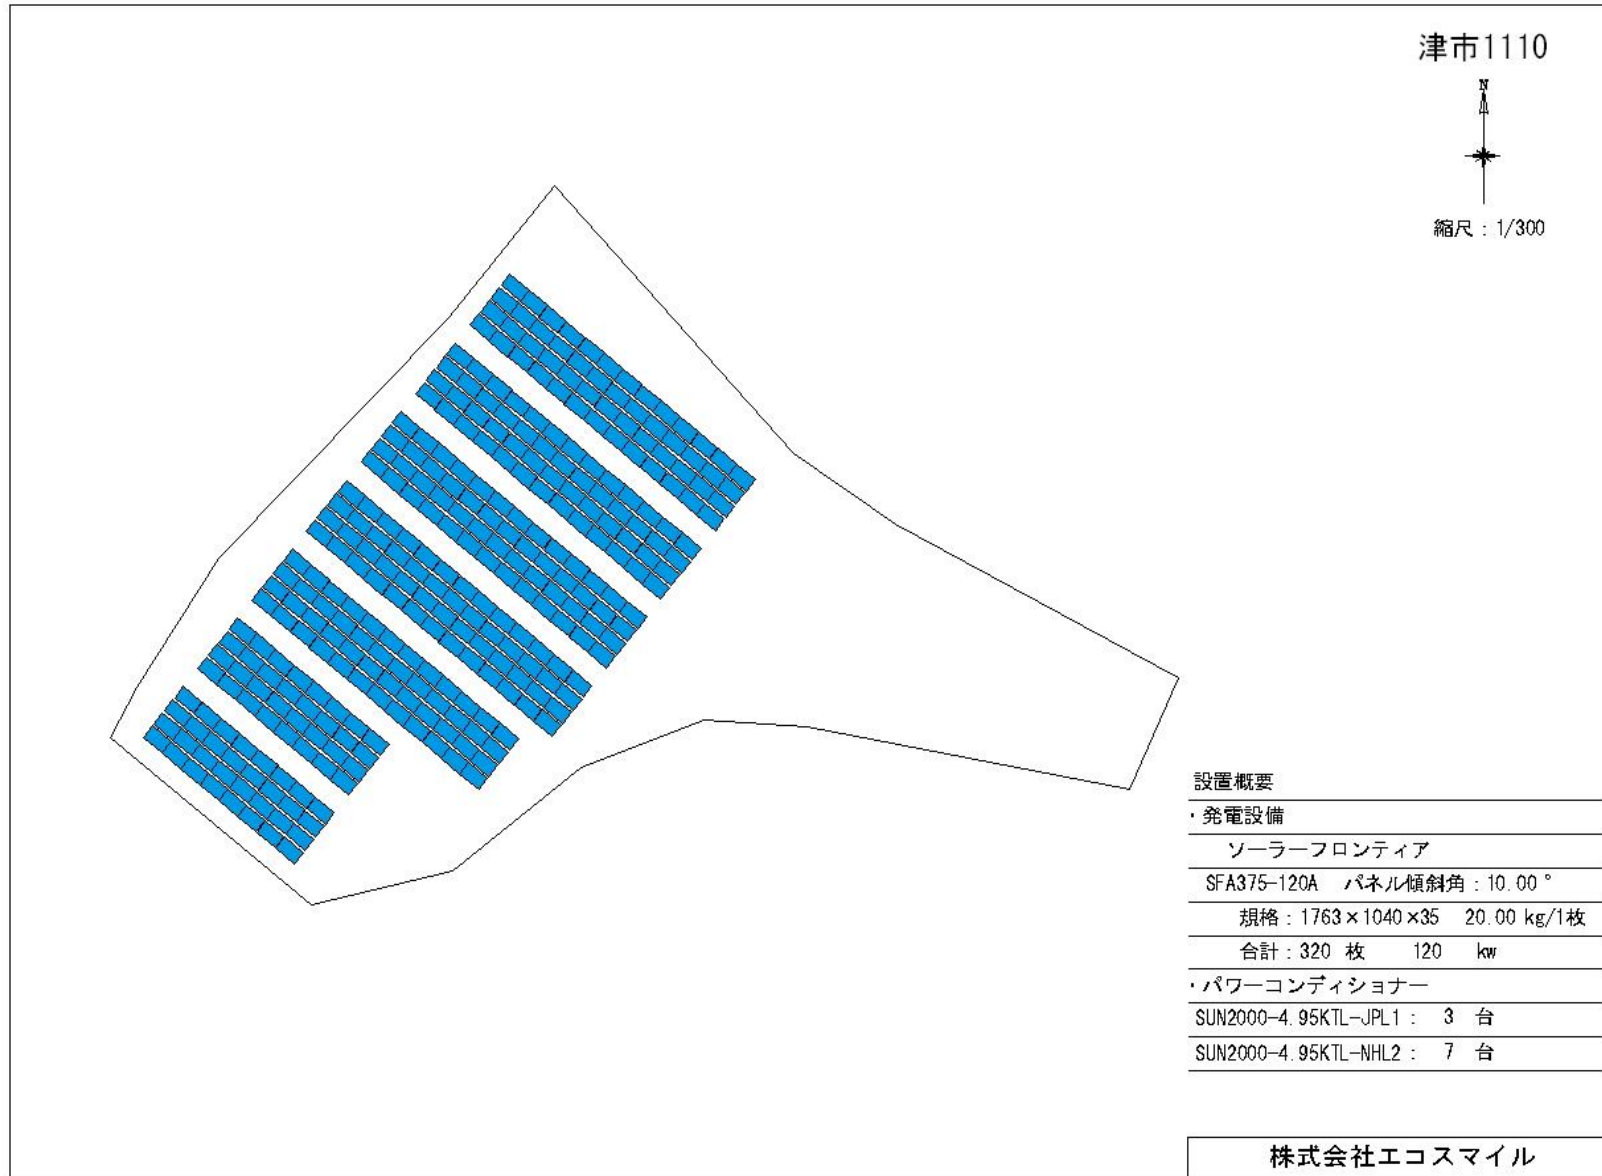 津市1110
N
縮尺：1/300
設置概要
・発電設備
ソーラーフロンティア
SFA375-120A パネル傾斜角：10.00°
規格：1763×1040×35 20.00 kg/1枚
合計：320 枚 120 kw
・パワーコンディショナー
SUN2000-4.95KTL-JPL1： 3 台
SUN2000-4.95KTL-NHL2： 7 台
株式会社エコスマイル